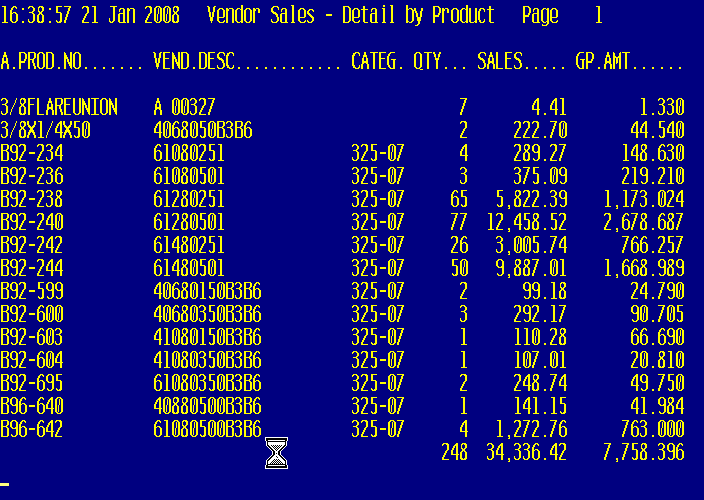 16:38:57 21 Jan 2008   Vendor Sales - Detail by Product   Page    1
A.PROD.NO....... VEND.DESC............ CATEG. QTY... SALES..... GP.AMT......
3/8FLAREUNION    A 00327                           7       4.41        1.330
3/8X1/4X50       4068050B3B6                       2     222.70       44.540
B92-234          61080251              325-07      4     289.27      148.630
B92-236          61080501              325-07      3     375.09      219.210
B92-238          61280251              325-07     65   5,822.39    1,173.024
B92-240          61280501              325-07     77  12,458.52    2,678.687
B92-242          61480251              325-07     26   3,005.74      766.257
B92-244          61480501              325-07     50   9,887.01    1,668.989
B92-599          40680150B3B6          325-07      2      99.18       24.790
B92-600          40680350B3B6          325-07      3     292.17       90.705
B92-603          41080150B3B6          325-07      1     110.28       66.690
B92-604          41080350B3B6          325-07      1     107.01       20.810
B92-695          61080350B3B6          325-07      2     248.74       49.750
B96-640          40880500B3B6          325-07      1     141.15       41.984
B96-642          61080500B3B6          325-07      4   1,272.76      763.000
248  34,336.42    7,758.396